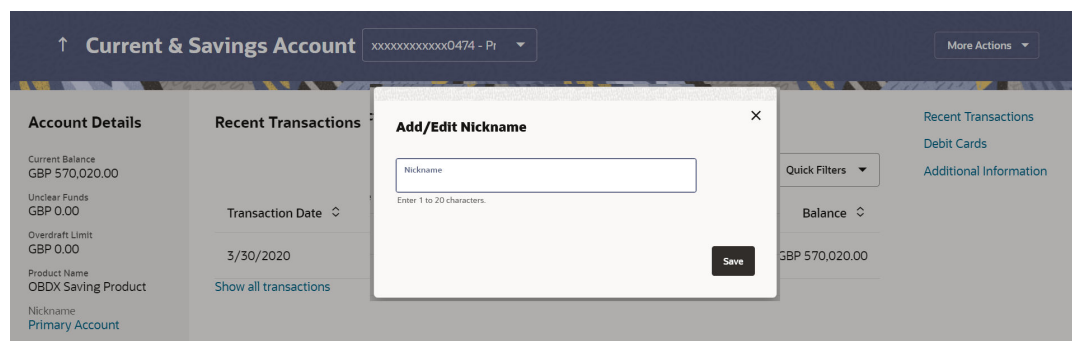 ↑ Current & Savings Account xxxxxxxxxxxx0474 - Pr
More Actions
Account Details
Current Balance
GBP 570,020.00
Unclear Funds
GBP 0.00
Overdraft Limit
GBP 0.00
Product Name
OBDX Saving Product
Nickname
Primary Account
Recent Transactions
Quick Filters
Transaction Date
Balance
3/30/2020
GBP 570,020.00
Show all transactions
Add/Edit Nickname
Nickname
Enter 1 to 20 characters.
Save
Recent Transactions
Debit Cards
Additional Information